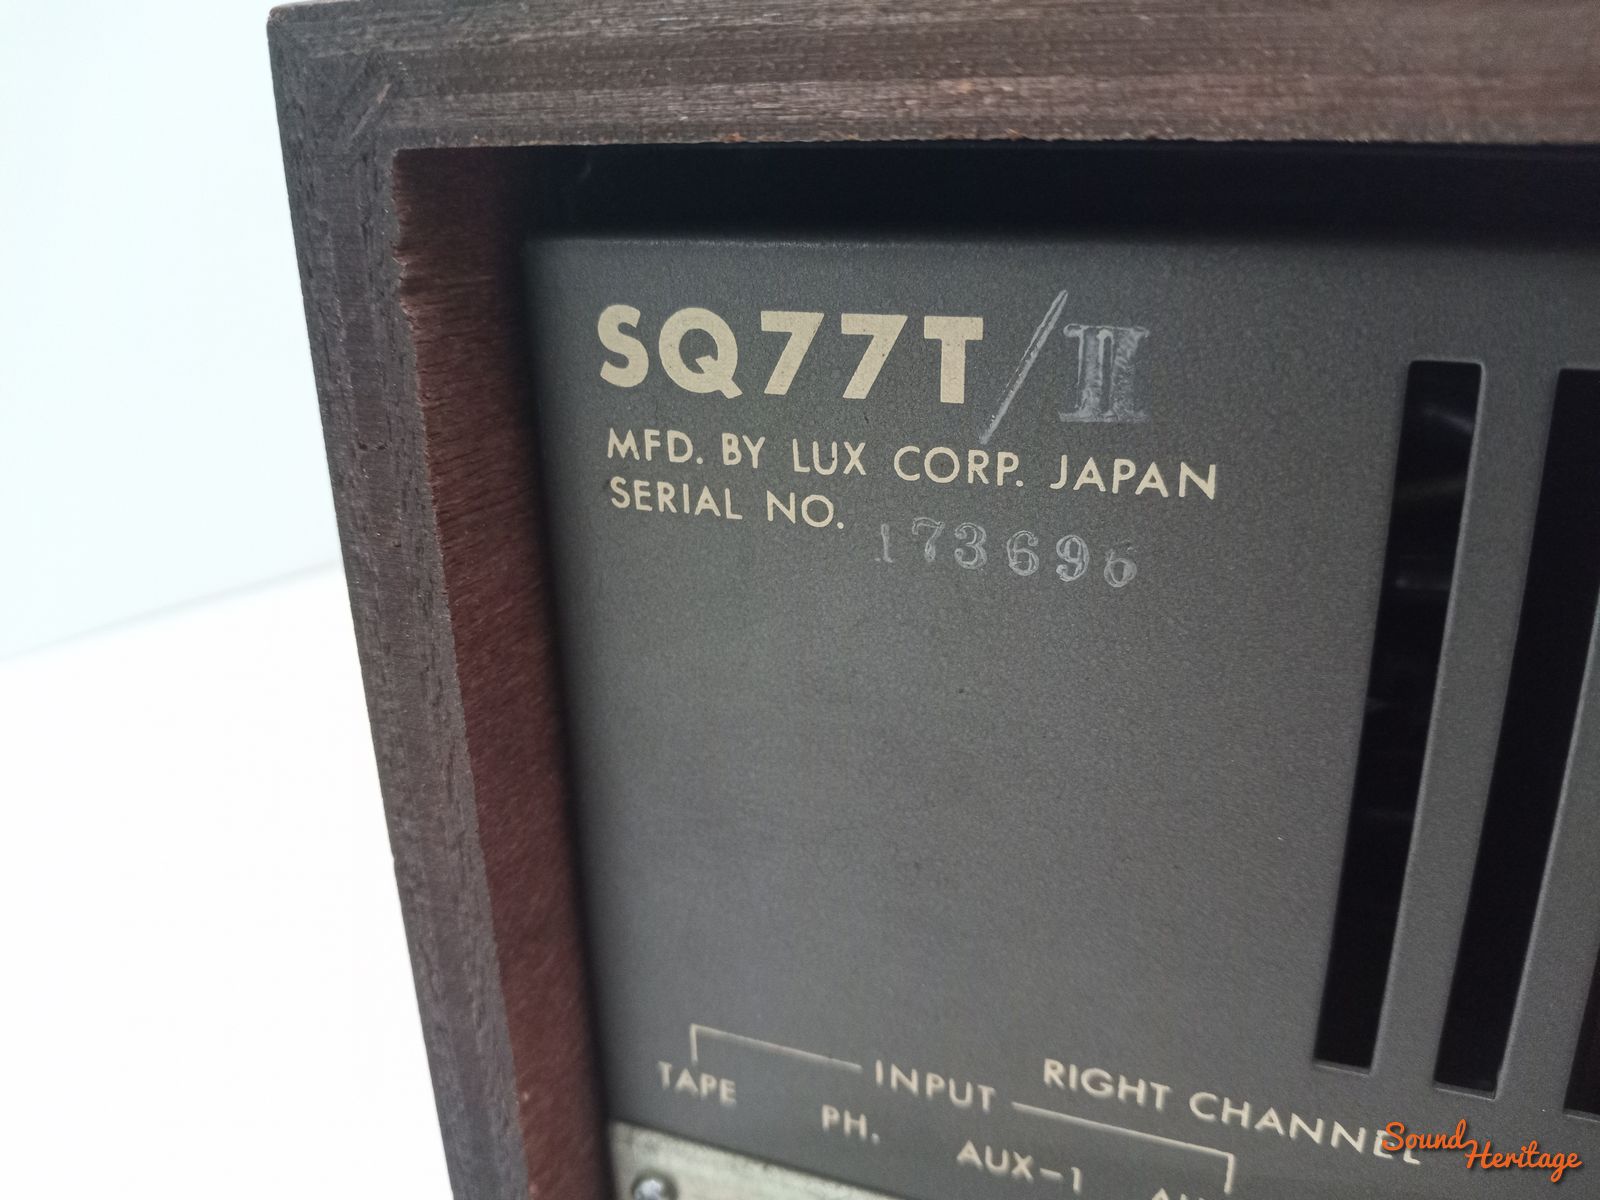 SQ77T/II
MFD. BY LUX CORP. JAPAN
SERIAL NO. 173696
INPUT RIGHT CHANNEL
TAPE PH. AUX-1
Sound Heritage